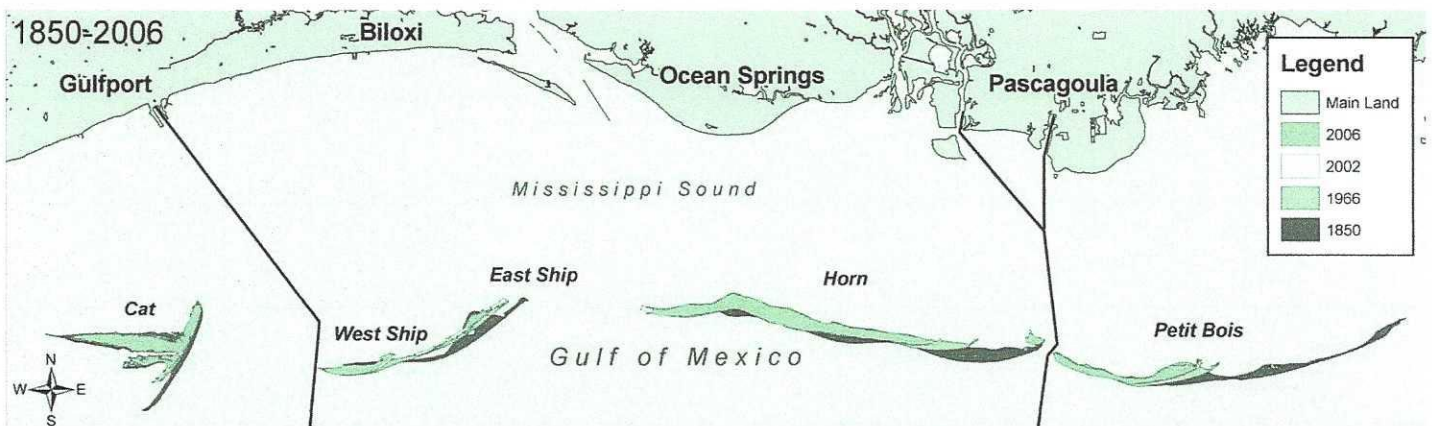 1850-2006
Biloxi
Gulfport
Ocean Springs
Pascagoula
Legend
Main Land
2006
2002
1966
1850
Mississippi Sound
East Ship
Horn
Cat
West Ship
Petit Bois
Gulf of Mexico
N
W E
S